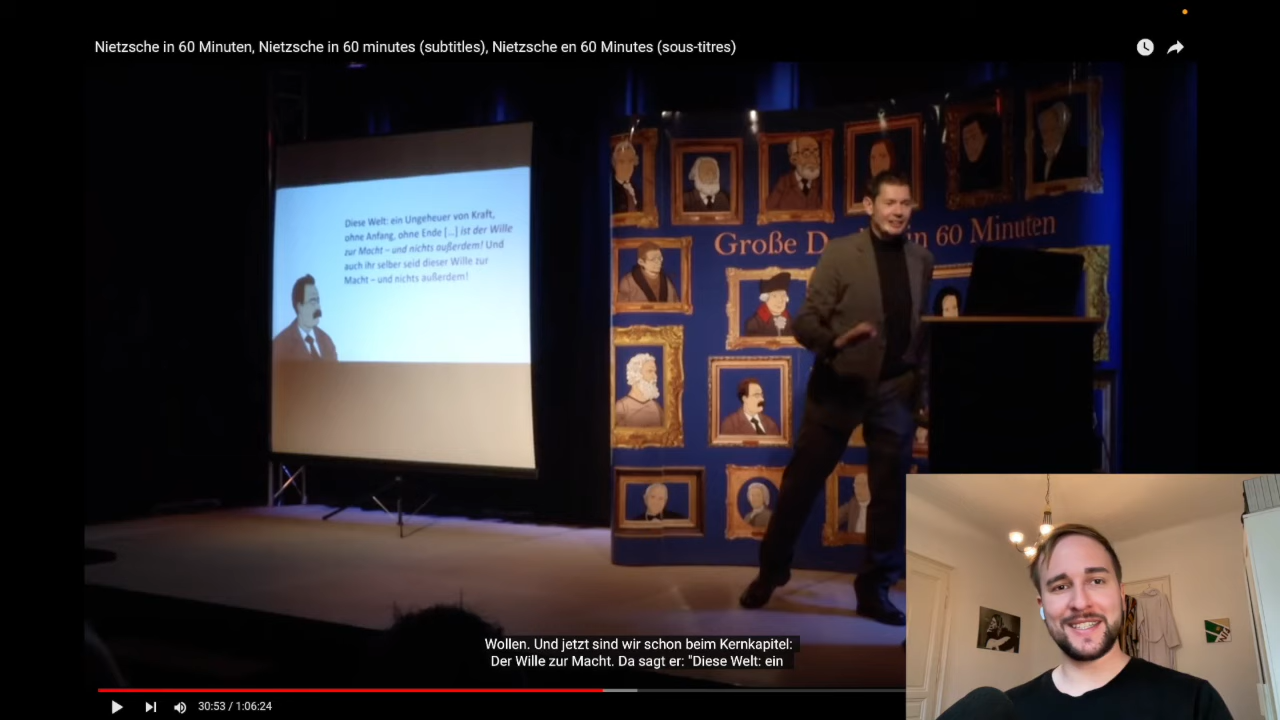 Nietzsche in 60 Minuten, Nietzsche in 60 minutes (subtitles), Nietzsche en 60 Minutes (sous-titres)
Diese Welt: ein Ungeheuer von Kraft,
ohne Anfang, ohne Ende [...] ist der Wille
zur Macht – und nichts außerdem! Und
auch ihr selber seid dieser Wille zur
Macht – und nichts außerdem!
Große D in 60 Minuten
Wollen. Und jetzt sind wir schon beim Kernkapitel:
Der Wille zur Macht. Da sagt er: "Diese Welt: ein
30:53 / 1:06:24